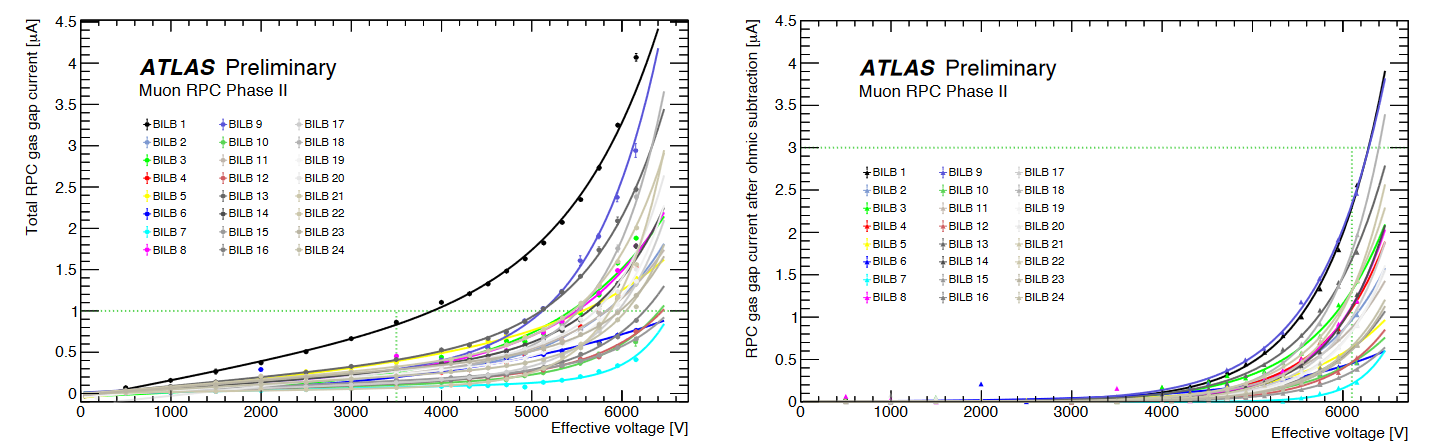 Total RPC gas gap current [μA]
4.5
4
3.5
3
2.5
2
1.5
1
0.5
0
ATLAS Preliminary
Muon RPC Phase II
BILB 1 BILB 9 BILB 17
BILB 2 BILB 10 BILB 18
BILB 3 BILB 11 BILB 19
BILB 4 BILB 12 BILB 20
BILB 5 BILB 13 BILB 21
BILB 6 BILB 14 BILB 22
BILB 7 BILB 15 BILB 23
BILB 8 BILB 16 BILB 24
0 1000 2000 3000 4000 5000 6000
Effective voltage [V]
RPC gas gap current after ohmic subtraction [μA]
4.5
4
3.5
3
2.5
2
1.5
1
0.5
0
ATLAS Preliminary
Muon RPC Phase II
BILB 1 BILB 9 BILB 17
BILB 2 BILB 10 BILB 18
BILB 3 BILB 11 BILB 19
BILB 4 BILB 12 BILB 20
BILB 5 BILB 13 BILB 21
BILB 6 BILB 14 BILB 22
BILB 7 BILB 15 BILB 23
BILB 8 BILB 16 BILB 24
0 1000 2000 3000 4000 5000 6000
Effective voltage [V]